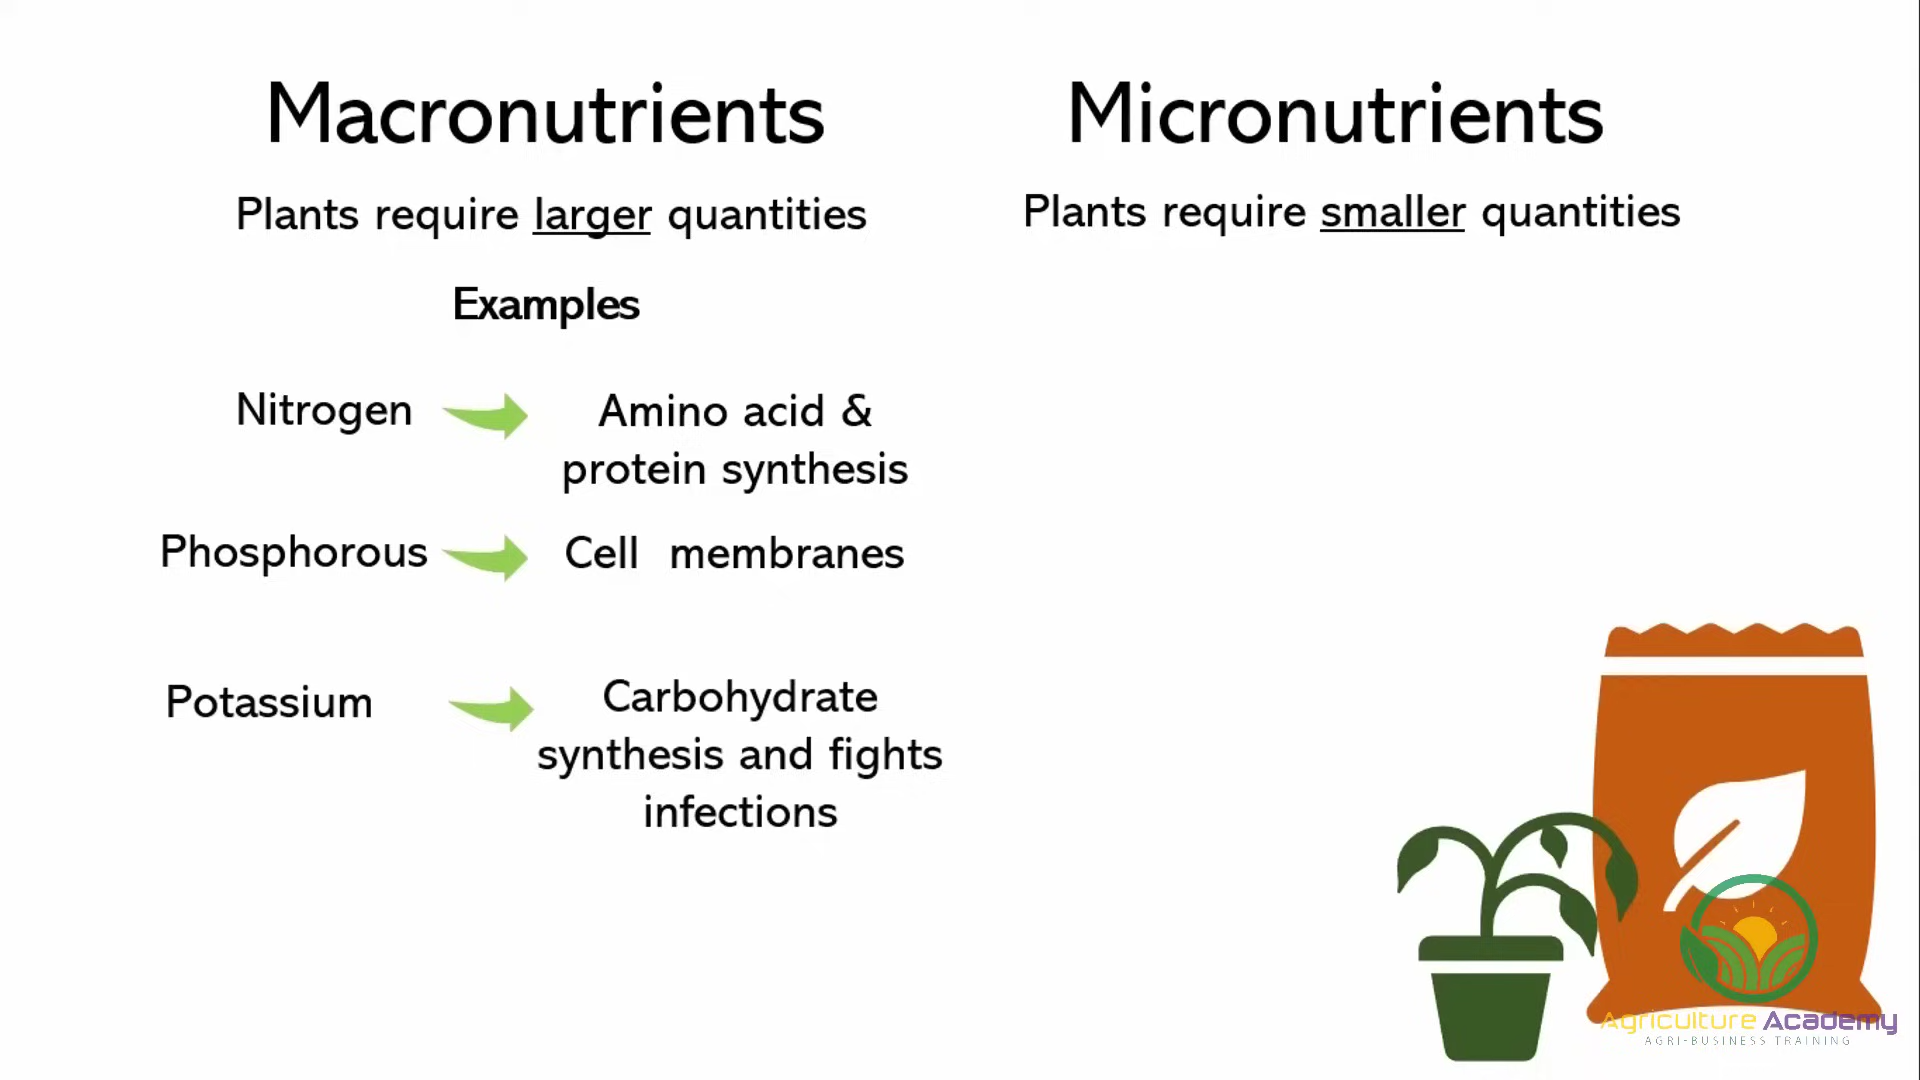 Macronutrients
Plants require larger quantities
Examples
Nitrogen
Amino acid &
protein synthesis
Phosphorous
Cell membranes
Potassium
Carbohydrate
synthesis and fights
infections
Micronutrients
Plants require smaller quantities
Agriculture Academy
AGRI-BUSINESS TRAINING